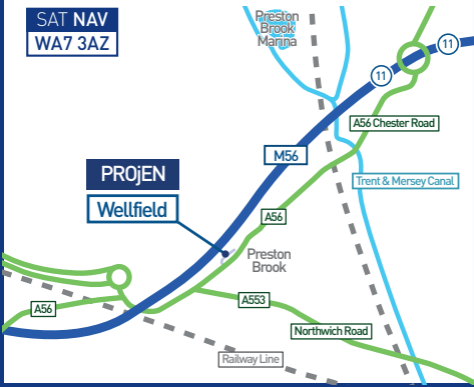 SAT NAV
WA7 3AZ
Preston
Brook
Marina
11
11
A56 Chester Road
M56
PROjEN
Wellfield
Trent & Mersey Canal
A56
Preston
Brook
A56
A553
Northwich Road
Railway Line